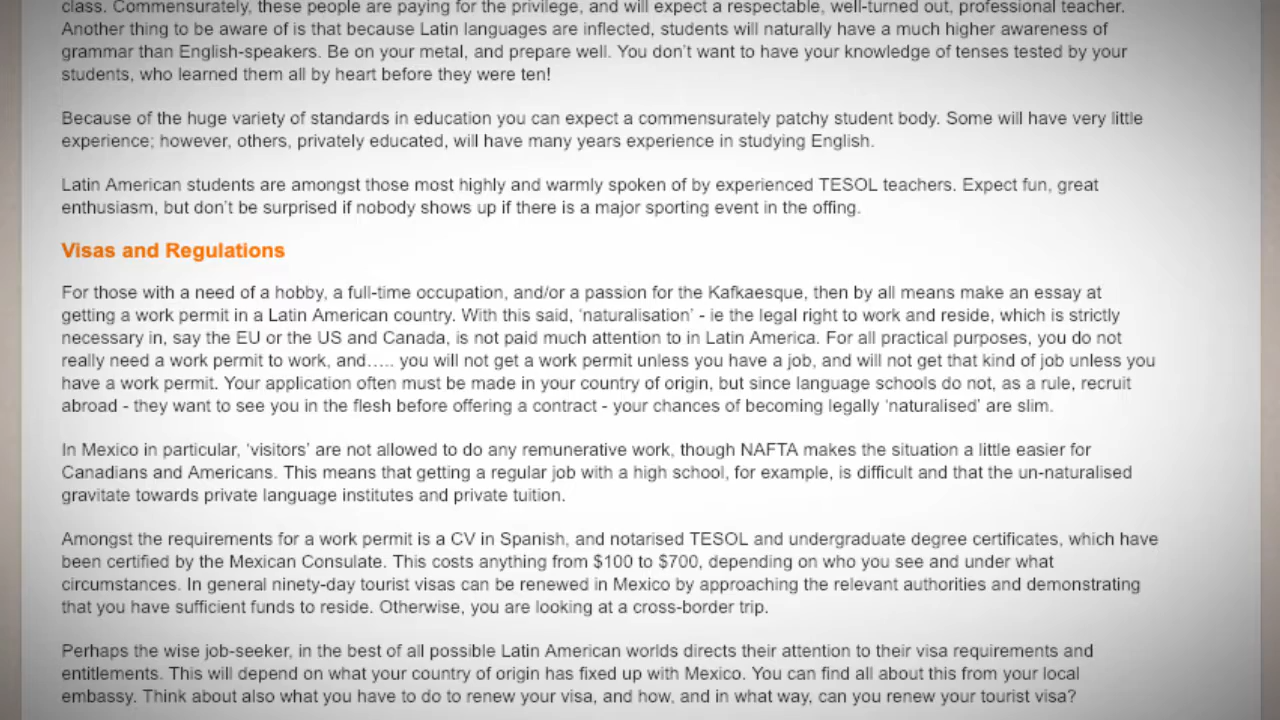 class. Commensurately, these people are paying for the privilege, and will expect a respectable, well-turned out, professional teacher.
Another thing to be aware of is that because Latin languages are inflected, students will naturally have a much higher awareness of
grammar than English-speakers. Be on your metal, and prepare well. You don't want to have your knowledge of tenses tested by your
students, who learned them all by heart before they were ten!
Because of the huge variety of standards in education you can expect a commensurately patchy student body. Some will have very little
experience; however, others, privately educated, will have many years experience in studying English.
Latin American students are amongst those most highly and warmly spoken of by experienced TESOL teachers. Expect fun, great
enthusiasm, but don't be surprised if nobody shows up if there is a major sporting event in the offing.
Visas and Regulations
For those with a need of a hobby, a full-time occupation, and/or a passion for the Kafkaesque, then by all means make an essay at
getting a work permit in a Latin American country. With this said, 'naturalisation' - ie the legal right to work and reside, which is strictly
necessary in, say the EU or the US and Canada, is not paid much attention to in Latin America. For all practical purposes, you do not
really need a work permit to work, and..... you will not get a work permit unless you have a job, and will not get that kind of job unless you
have a work permit. Your application often must be made in your country of origin, but since language schools do not, as a rule, recruit
abroad - they want to see you in the flesh before offering a contract - your chances of becoming legally 'naturalised' are slim.
In Mexico in particular, 'visitors' are not allowed to do any remunerative work, though NAFTA makes the situation a little easier for
Canadians and Americans. This means that getting a regular job with a high school, for example, is difficult and that the un-naturalised
gravitate towards private language institutes and private tuition.
Amongst the requirements for a work permit is a CV in Spanish, and notarised TESOL and undergraduate degree certificates, which have
been certified by the Mexican Consulate. This costs anything from $100 to $700, depending on who you see and under what
circumstances. In general ninety-day tourist visas can be renewed in Mexico by approaching the relevant authorities and demonstrating
that you have sufficient funds to reside. Otherwise, you are looking at a cross-border trip.
Perhaps the wise job-seeker, in the best of all possible Latin American worlds directs their attention to their visa requirements and
entitlements. This will depend on what your country of origin has fixed up with Mexico. You can find all about this from your local
embassy. Think about also what you have to do to renew your visa, and how, and in what way, can you renew your tourist visa?